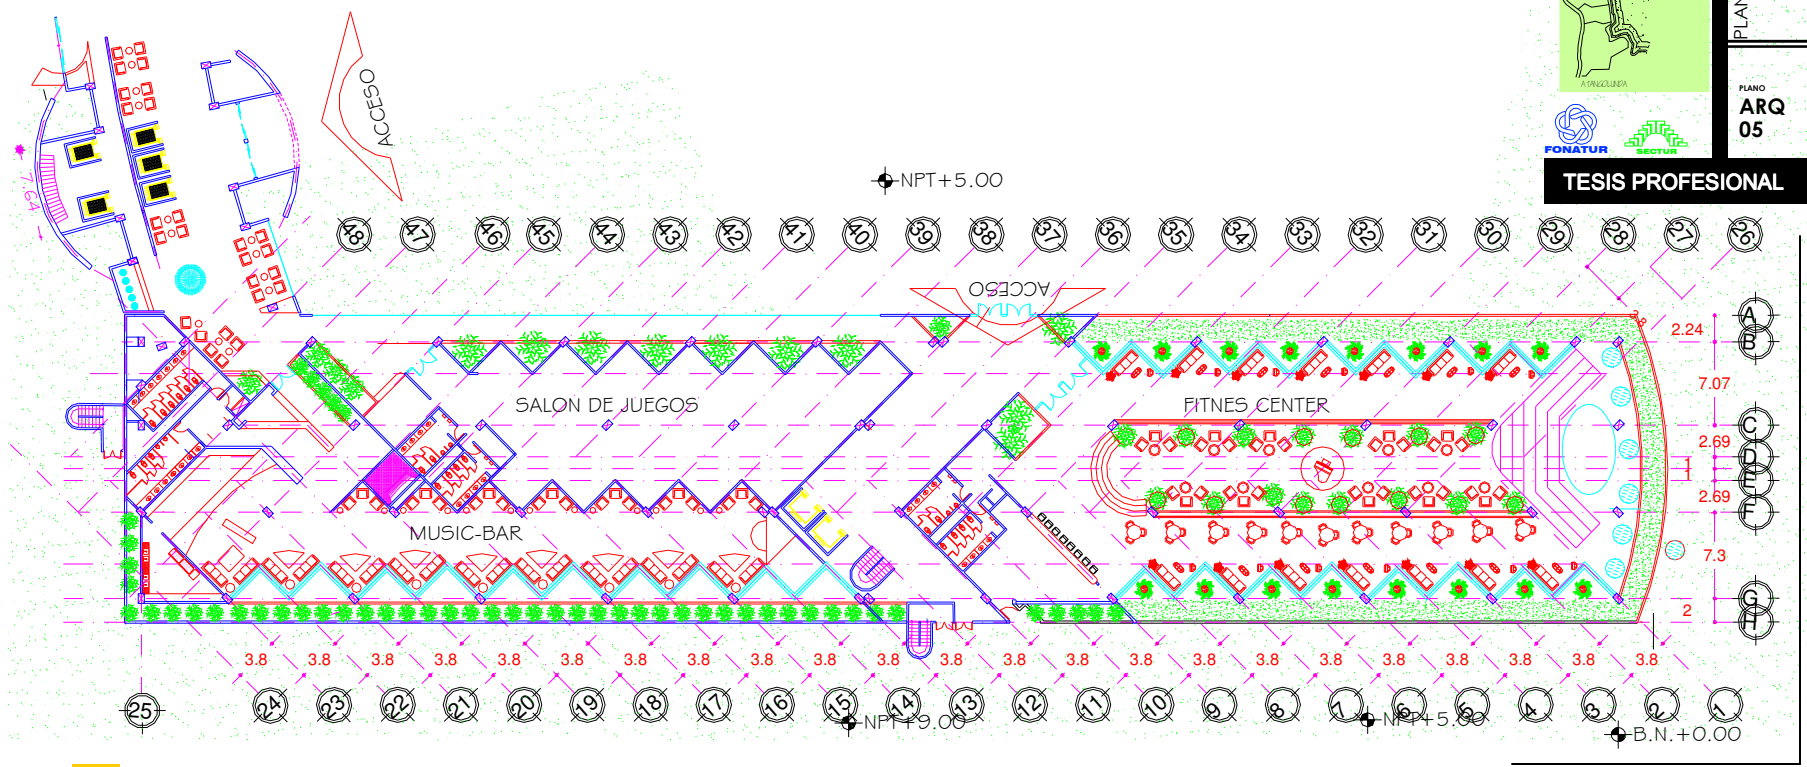 PLAN
ATANGOLUNDA
PLANO
ARQ
05
FONATUR
SECTUR
TESIS PROFESIONAL
ACCESO
7.64
NPT+5.00
48 47 46 45 44 43 42 41 40 39 38 37 36 35 34 33 32 31 30 29 28 27 26
ACCESO
3.8
2.24
A
B
7.07
SALON DE JUEGOS
FITNES CENTER
C
2.69
D
1
E
2.69
F
MUSIC-BAR
7.3
G
2
H
3.8 3.8 3.8 3.8 3.8 3.8 3.8 3.8 3.8 3.8 3.8 3.8 3.8 3.8 3.8 3.8 3.8 3.8 3.8 3.8 3.8 3.8 3.8
25 24 23 22 21 20 19 18 17 16 15 14 13 12 11 10 9 8 7 6 5 4 3 2 1
NPT+9.00
NPT+5.00
B.N.+0.00